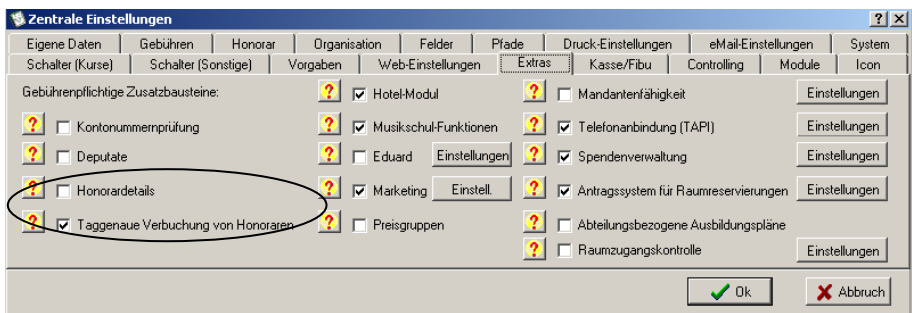 Zentrale Einstellungen ? X
Eigene Daten Gebühren Honorar Organisation Felder Pfade Druck-Einstellungen eMail-Einstellungen System
Schalter (Kurse) Schalter (Sonstige) Vorgaben Web-Einstellungen Extras Kasse/Fibu Controlling Module Icon
Gebührenpflichtige Zusatzbausteine: ? Hotel-Modul ? Mandantenfähigkeit Einstellungen
? Kontonummernprüfung ? Musikschul-Funktionen ? Telefonanbindung (TAPI) Einstellungen
? Deputate ? Eduard Einstellungen ? Spendenverwaltung Einstellungen
? Honorardetails ? Marketing Einstell. ? Antragssystem für Raumreservierungen Einstellungen
? Taggenaue Verbuchung von Honoraren ? Preisgruppen ? Abteilungsbezogene Ausbildungspläne
? Raumzugangskontrolle Einstellungen
Ok Abbruch